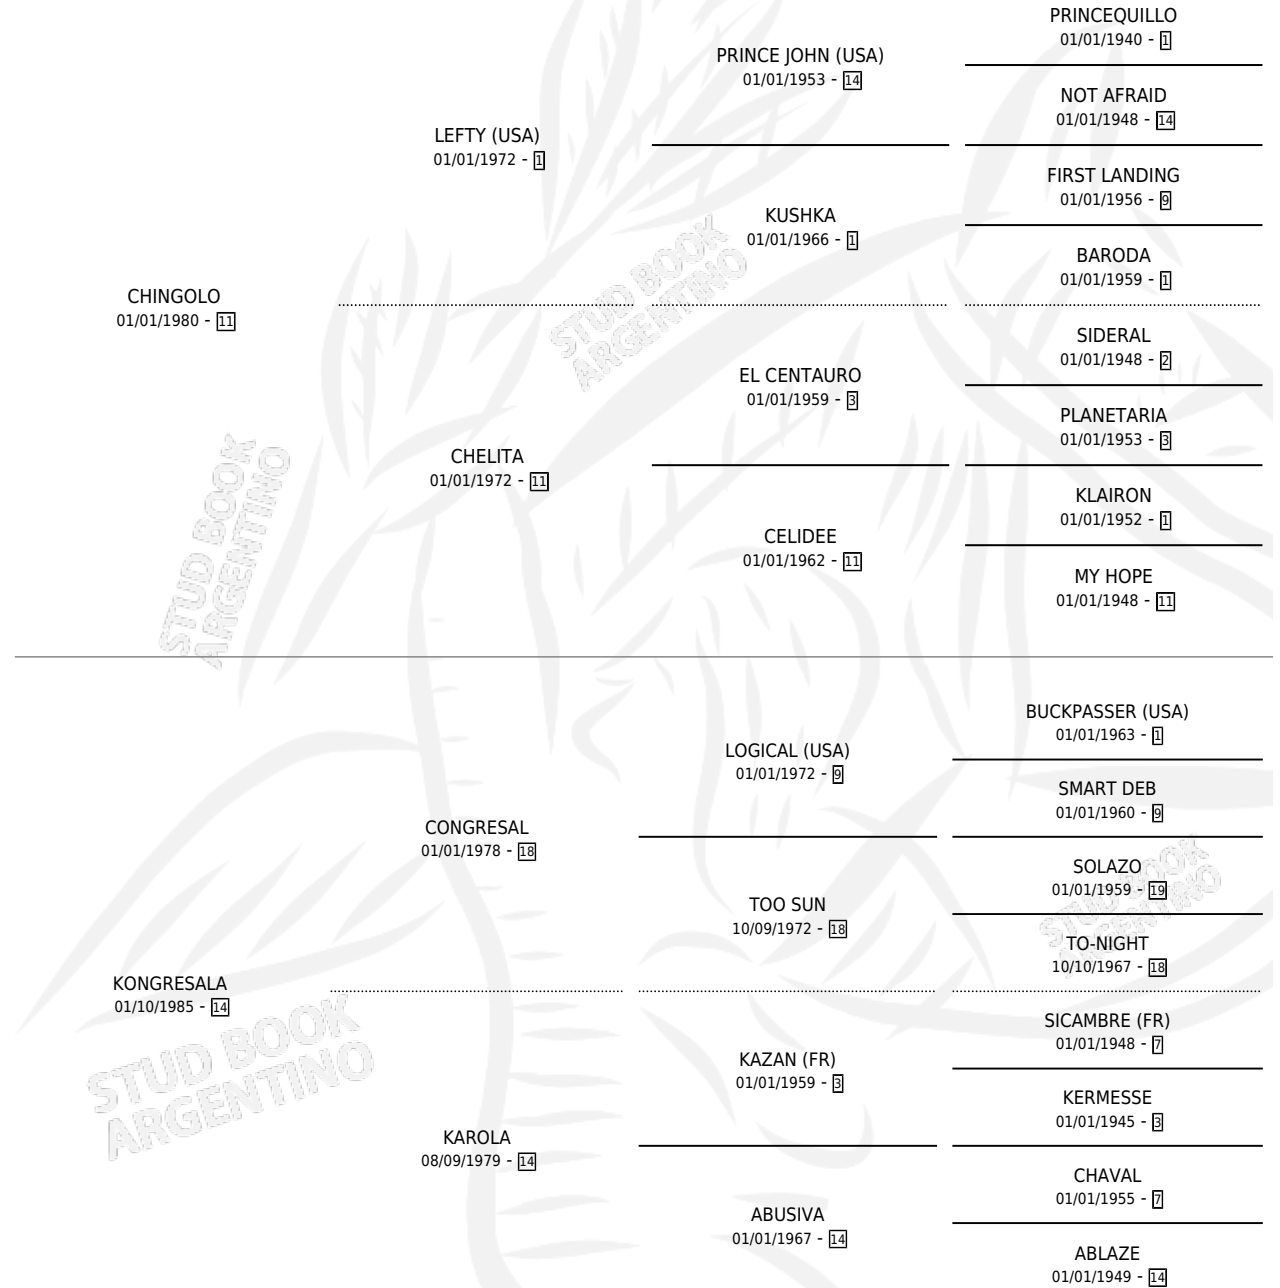 PRINCEQUILLO
01/01/1940 - 1
PRINCE JOHN (USA)
01/01/1953 - 14
NOT AFRAID
01/01/1948 - 14
LEFTY (USA)
01/01/1972 - 1
FIRST LANDING
01/01/1956 - 9
KUSHKA
01/01/1966 - 1
BARODA
01/01/1959 - 1
CHINGOLO
01/01/1980 - 11
STUD BOOK
ARGENTINO
SIDERAL
01/01/1948 - 2
EL CENTAURO
01/01/1959 - 3
PLANETARIA
01/01/1953 - 3
CHELITA
01/01/1972 - 11
KLAIRON
01/01/1952 - 1
CELIDEE
01/01/1962 - 11
MY HOPE
01/01/1948 - 11
STUD BOOK
ARGENTINO
BUCKPASSER (USA)
01/01/1963 - 1
LOGICAL (USA)
01/01/1972 - 9
SMART DEB
01/01/1960 - 9
CONGRESAL
01/01/1978 - 18
SOLAZO
01/01/1959 - 19
TOO SUN
10/09/1972 - 18
TO-NIGHT
10/10/1967 - 18
STUD BOOK
ARGENTINO
KONGRESALA
01/10/1985 - 14
SICAMBRE (FR)
01/01/1948 - 7
KAZAN (FR)
01/01/1959 - 3
KERMESSE
01/01/1945 - 3
STUD BOOK
ARGENTINO
KAROLA
08/09/1979 - 14
CHAVAL
01/01/1955 - 7
ABUSIVA
01/01/1967 - 14
ABLAZE
01/01/1949 - 14